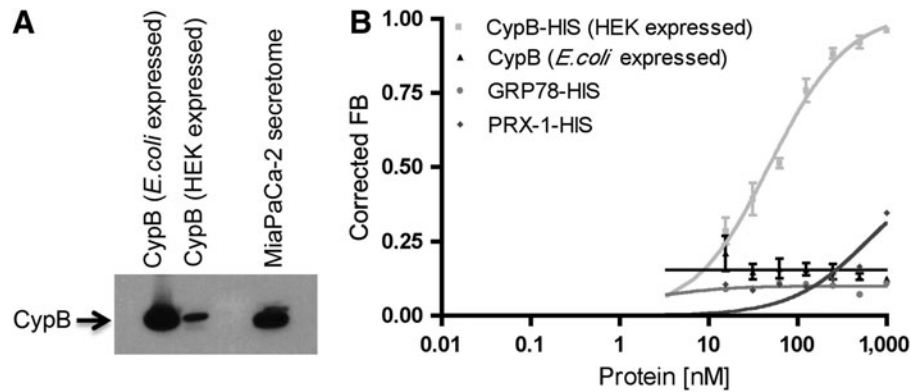 A
CypB (E.coli expressed)
CypB (HEK expressed)
MiaPaCa-2 secretome
CypB
B
CypB-HIS (HEK expressed)
CypB (E.coli expressed)
GRP78-HIS
PRX-1-HIS
Corrected FB
1.00
0.75
0.50
0.25
0.00
0.01
0.1
0
1
10
100
1,000
Protein [nM]